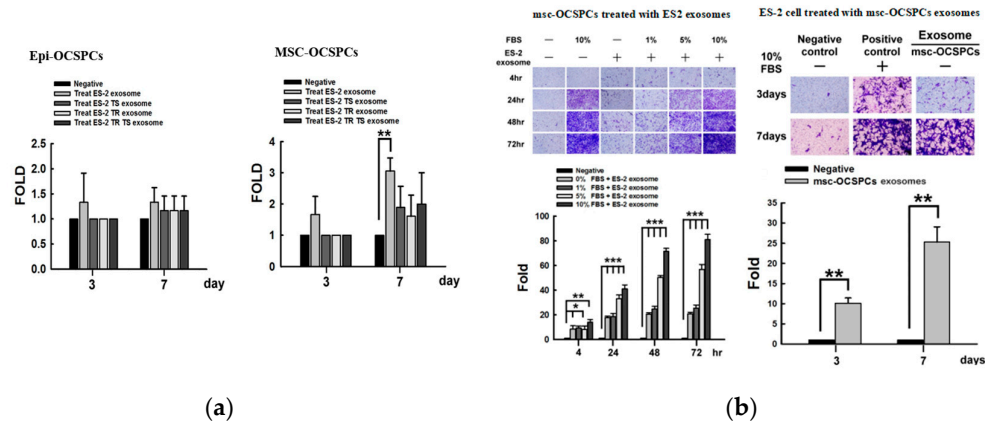 Epi-OCSPCs
Negative
Treat ES-2 exosome
Treat ES-2 TS exosome
Treat ES-2 TR exosome
Treat ES-2 TR TS exosome
FOLD
2.5
2.0
1.5
1.0
0.5
0.0
3 7 day
MSC-OCSPCs
Negative
Treat ES-2 exosome
Treat ES-2 TS exosome
Treat ES-2 TR exosome
Treat ES-2 TR TS exosome
**
FOLD
4
3
2
1
0
3 7 day
(a)
msc-OCSPCs treated with ES2 exosomes
FBS — 10% — 1% 5% 10%
ES-2 exosome — — + + + +
4hr
24hr
48hr
72hr
Negative
0% FBS + ES-2 exosome
1% FBS + ES-2 exosome
5% FBS + ES-2 exosome
10% FBS + ES-2 exosome
** * *** *** ***
Fold
100
80
60
40
20
0
4 24 48 72 hr
ES-2 cell treated with msc-OCSPCs exosomes
Negative control Positive control Exosome msc-OCSPCs
10% FBS — + —
3days
7days
Negative
msc-OCSPCs exosomes
** **
Fold
35
30
25
20
15
10
5
0
3 7 days
(b)